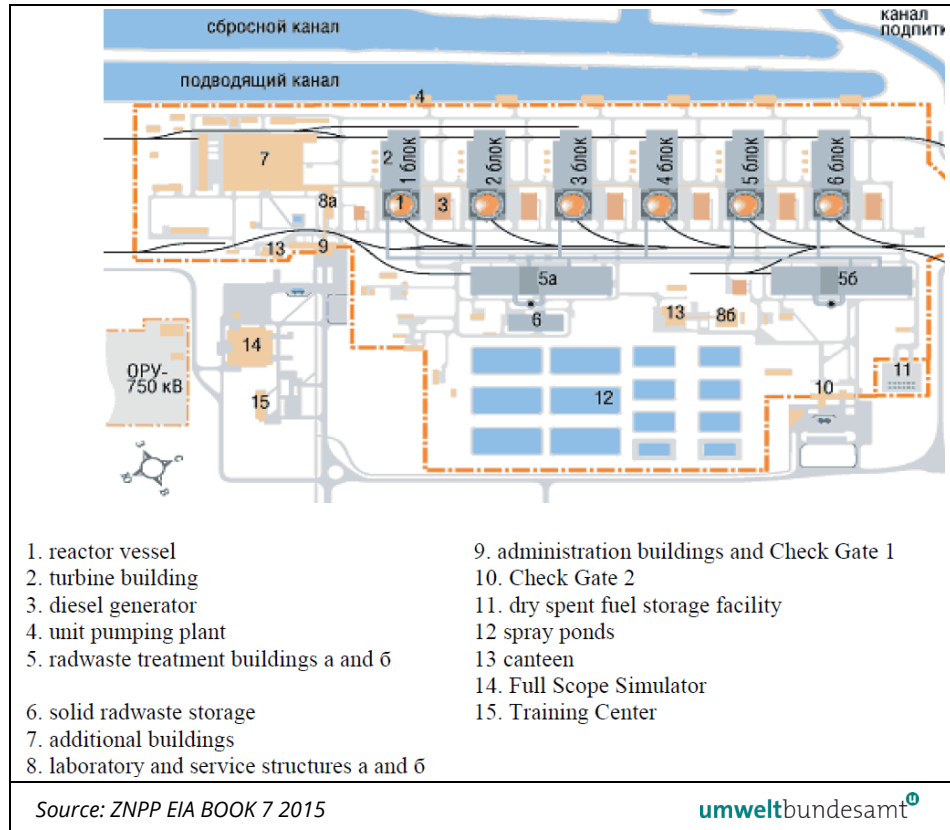 сбросной канал
канал
подпитк
подводящий канал
4
7
2
1 блок
2 блок
3 блок
4 блок
5 блок
6 блок
1
3
8а
13
9
5а
5б
6
13
8б
14
ОРУ-
750 кВ
15
12
11
10
С
В
Ю
1. reactor vessel
2. turbine building
3. diesel generator
4. unit pumping plant
5. radwaste treatment buildings а and б
6. solid radwaste storage
7. additional buildings
8. laboratory and service structures а and б
9. administration buildings and Check Gate 1
10. Check Gate 2
11. dry spent fuel storage facility
12 spray ponds
13 canteen
14. Full Scope Simulator
15. Training Center
Source: ZNPP EIA BOOK 7 2015
umweltbundesamt
u